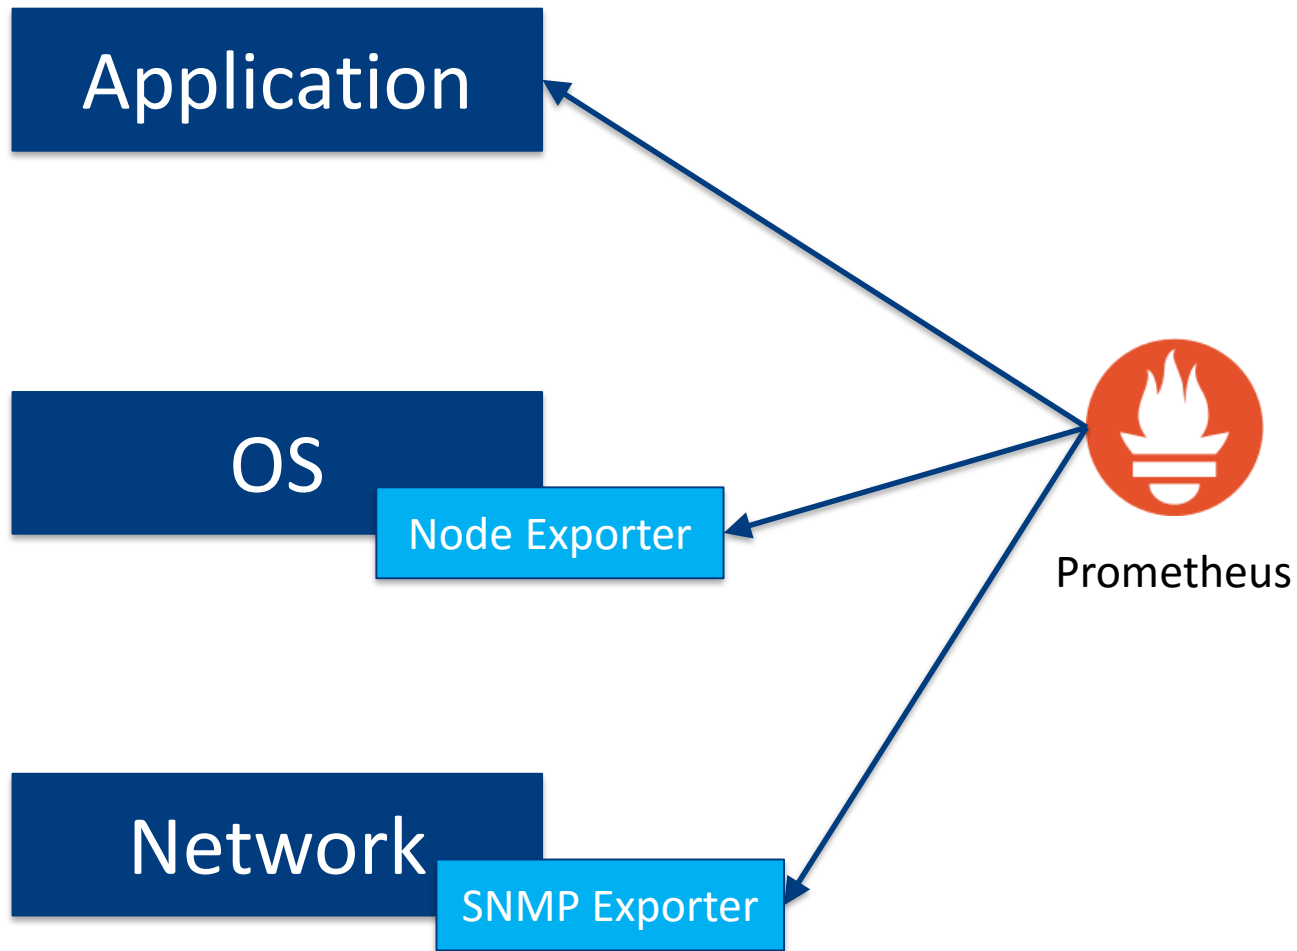 Application
OS
Node Exporter
Prometheus
Network
SNMP Exporter